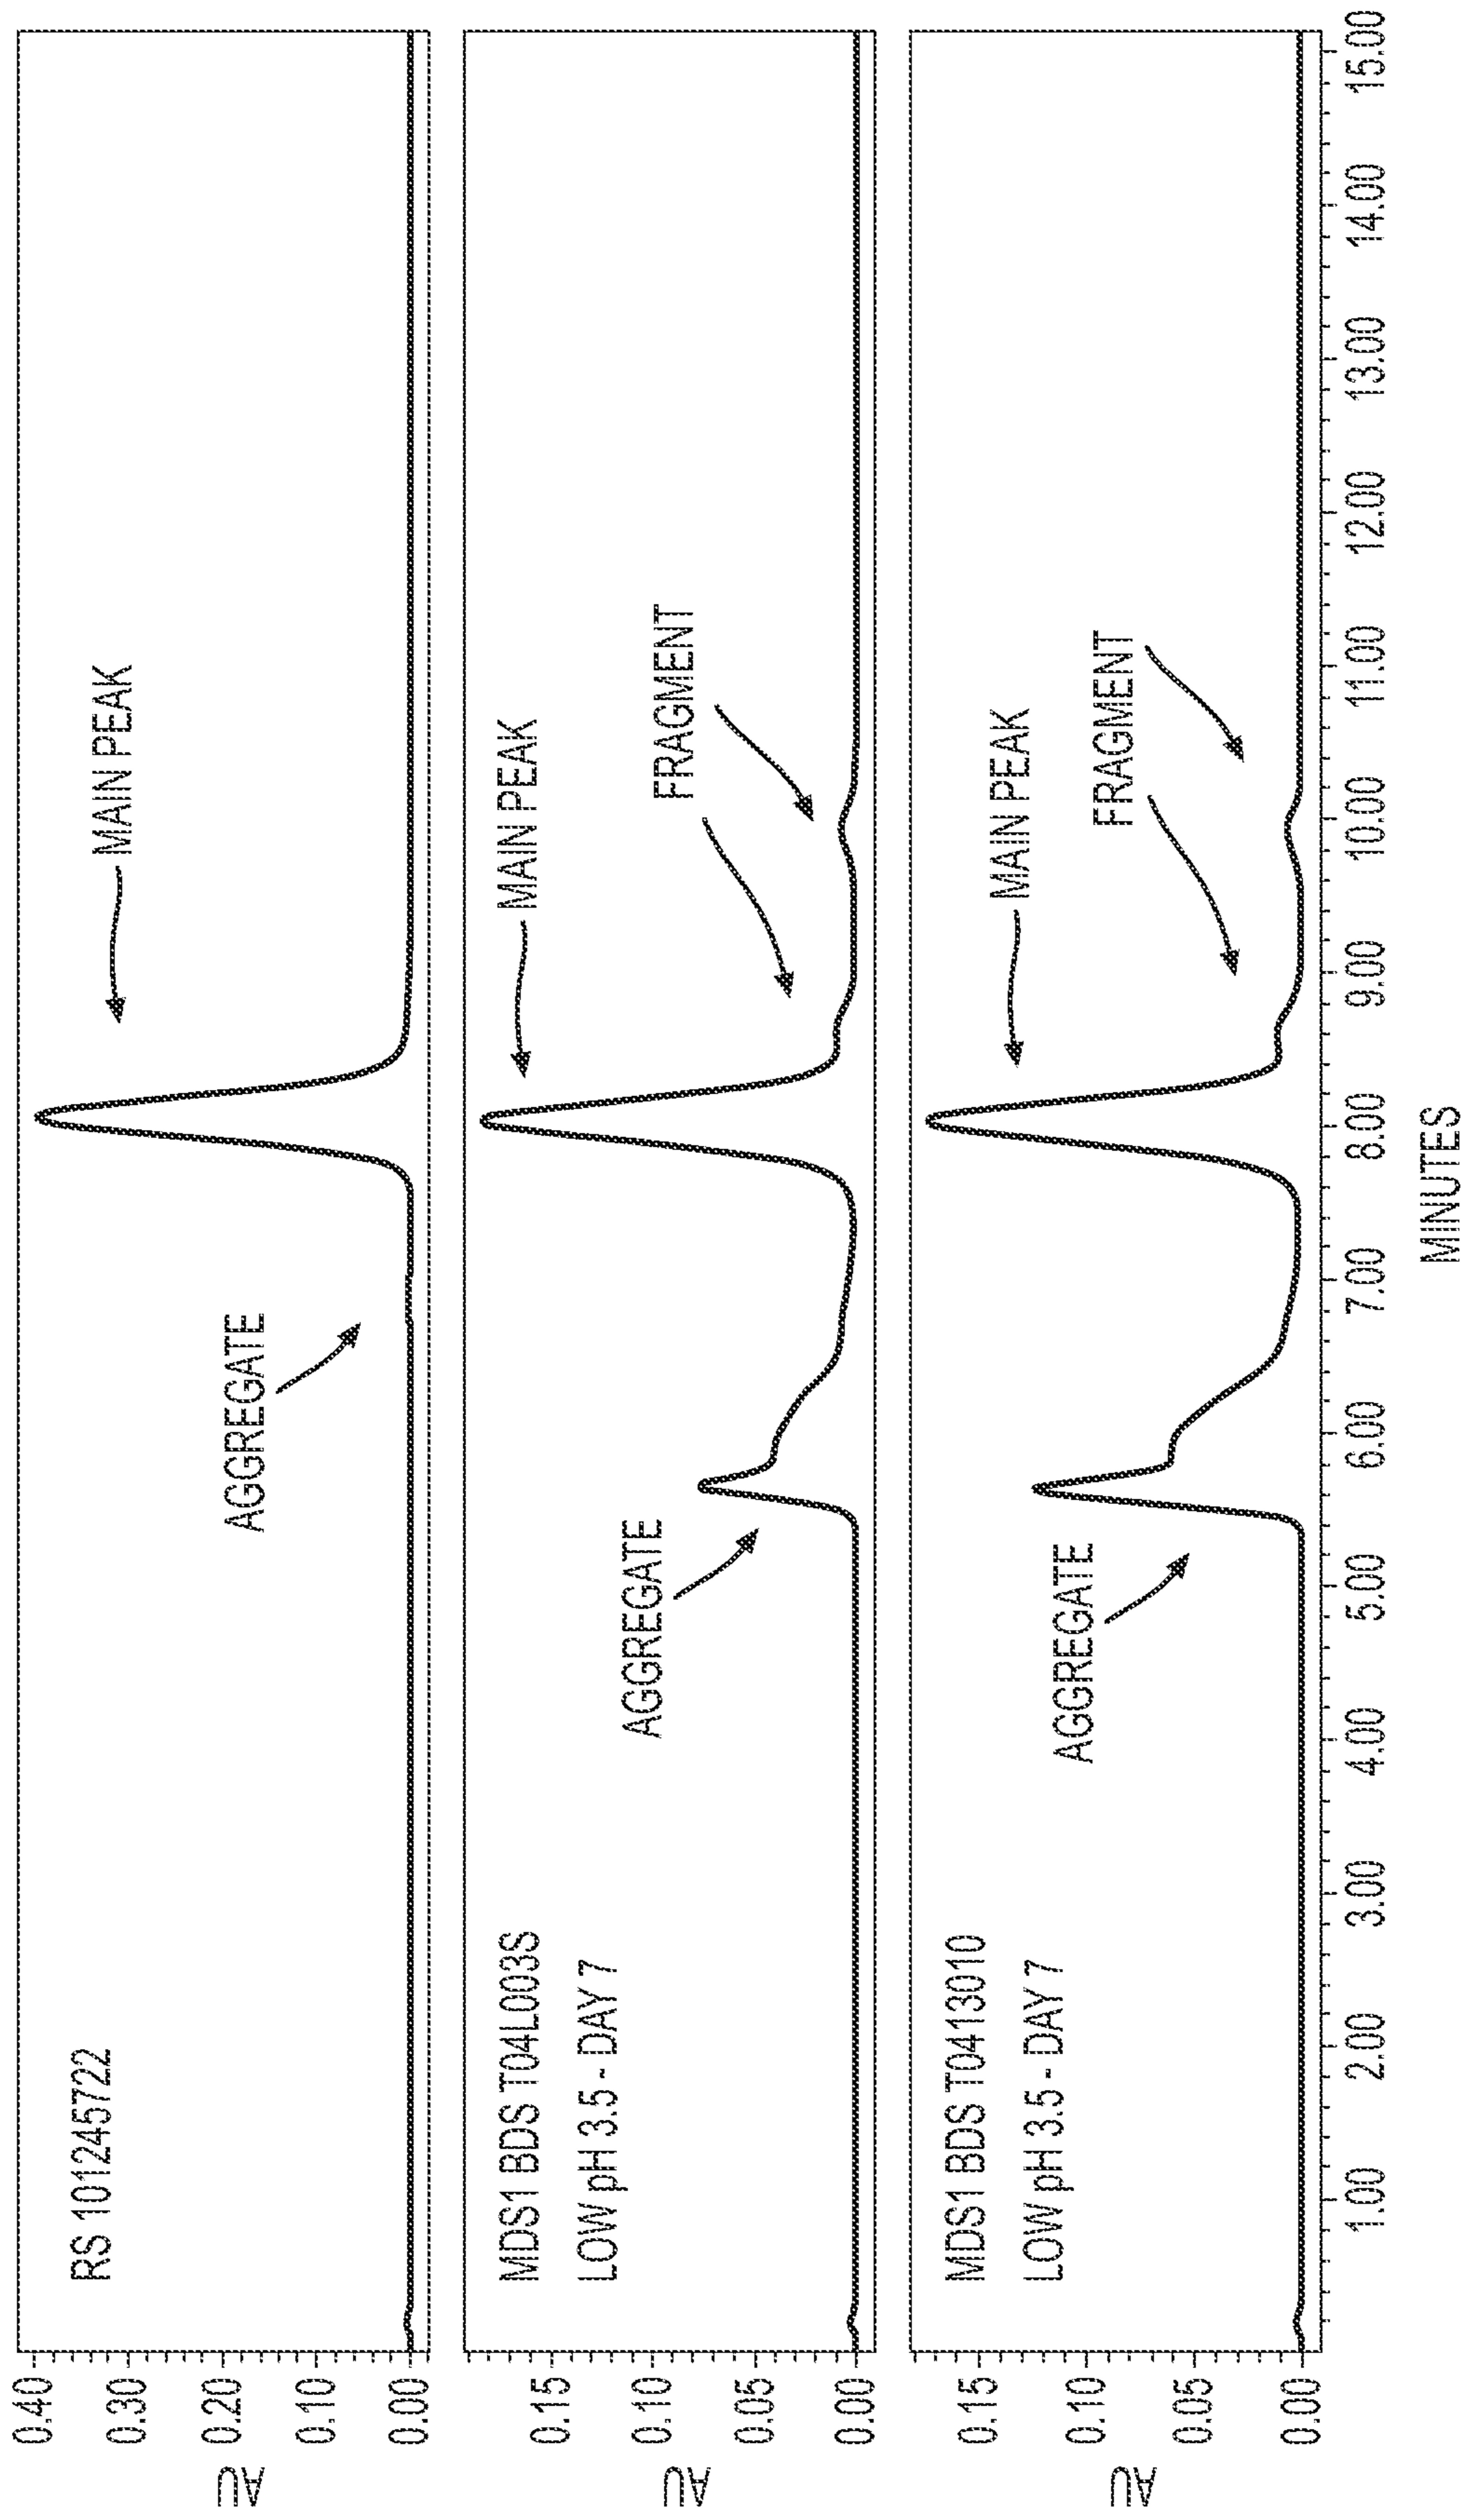 RS 101245722
MAIN PEAK
AGGREGATE
0.40
0.30
0.20
0.10
0.00
AU
MDS1 BDS T04L003S
LOW pH 3.5 - DAY 7
MAIN PEAK
FRAGMENT
AGGREGATE
0.15
0.10
0.05
0.00
AU
MDS1 BDS T0413010
LOW pH 3.5 - DAY 7
MAIN PEAK
FRAGMENT
AGGREGATE
0.15
0.10
0.05
0.00
AU
1.00 2.00 3.00 4.00 5.00 6.00 7.00 8.00 9.00 10.00 11.00 12.00 13.00 14.00 15.00
MINUTES